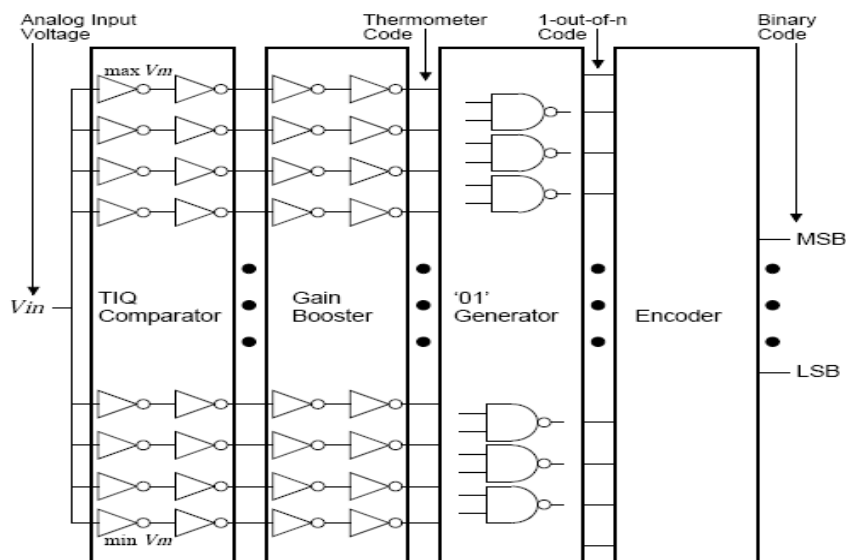 Analog Input
Voltage
Thermometer
Code
1-out-of-n
Code
Binary
Code
max Vm
MSB
Vin
TIQ
Comparator
Gain
Booster
‘01’
Generator
Encoder
LSB
min Vm